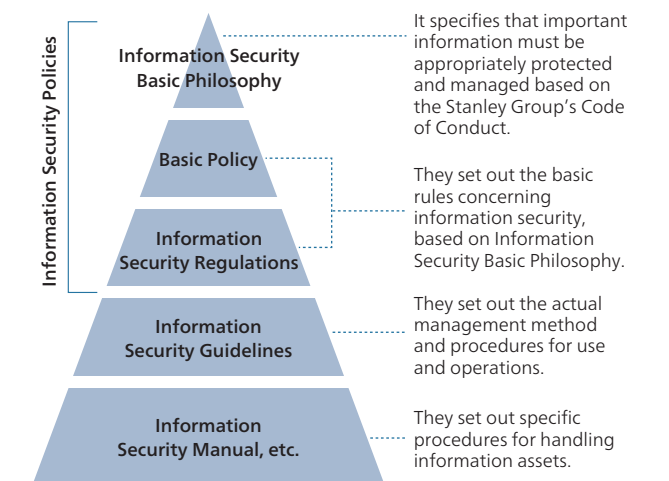 Information Security Policies
Information Security
Basic Philosophy
It specifies that important
information must be
appropriately protected
and managed based on
the Stanley Group’s Code
of Conduct.
Basic Policy
Information
Security Regulations
They set out the basic
rules concerning
information security,
based on Information
Security Basic Philosophy.
Information
Security Guidelines
They set out the actual
management method
and procedures for use
and operations.
Information
Security Manual, etc.
They set out specific
procedures for handling
information assets.